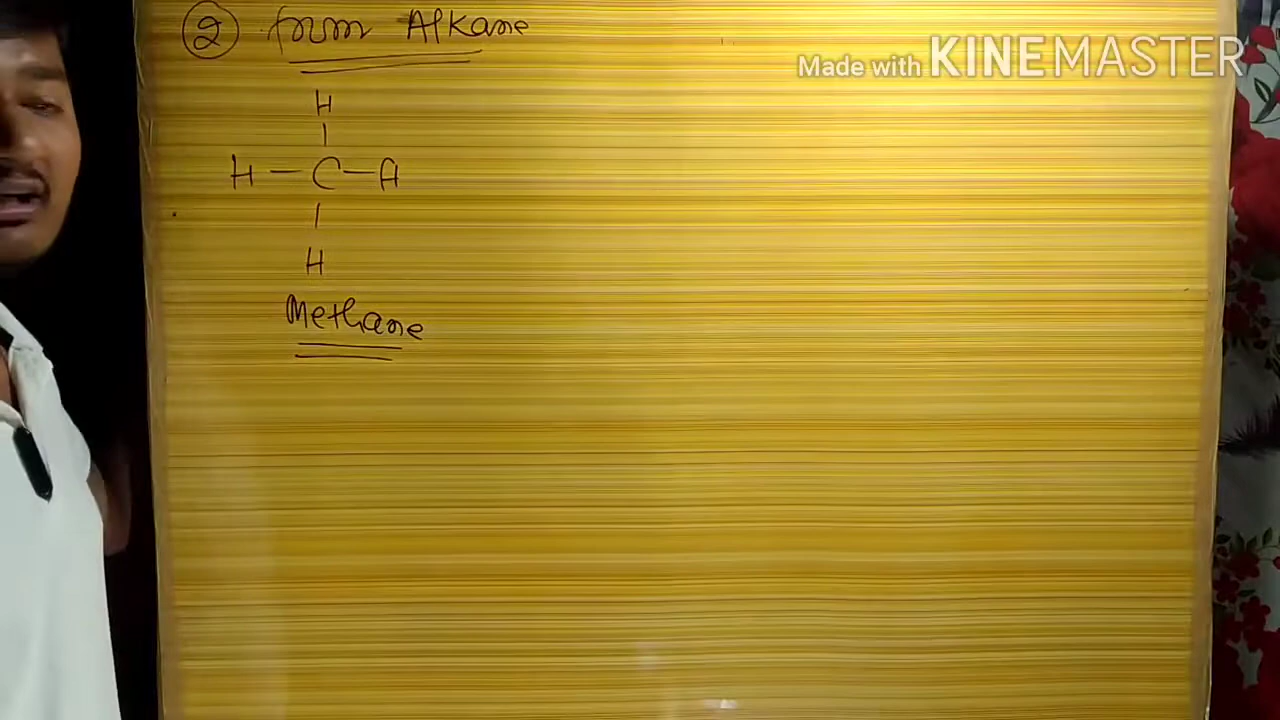 ② from Alkane
Made with KINEMASTER
H
|
H — C — H
|
H
Methane